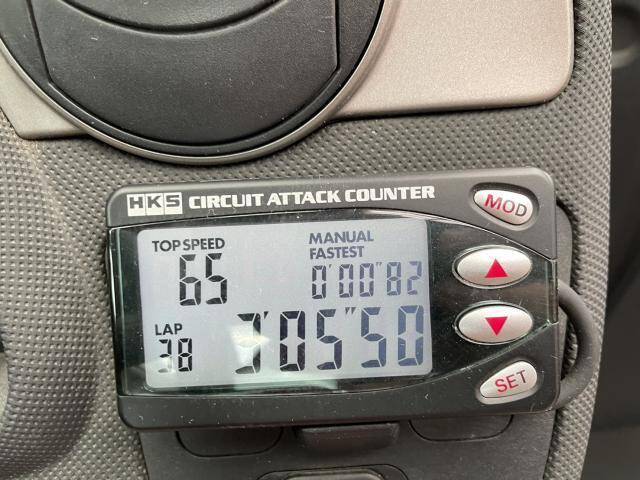 HKS CIRCUIT ATTACK COUNTER
MOD
TOP SPEED
65
MANUAL
FASTEST
0'00"82
LAP
38
3'05"50
SET